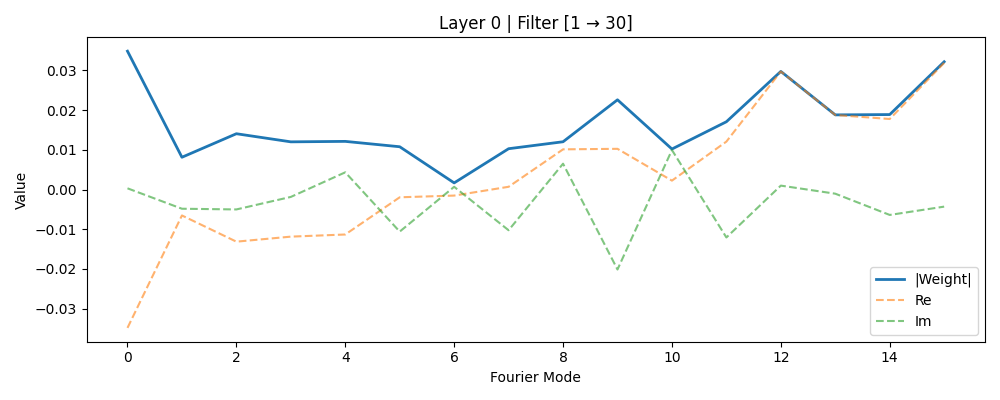 Layer 0 | Filter [1 → 30]
Value
0.03
0.02
0.01
0.00
−0.01
−0.02
−0.03
0 2 4 6 8 10 12 14
Fourier Mode
|Weight|
Re
Im